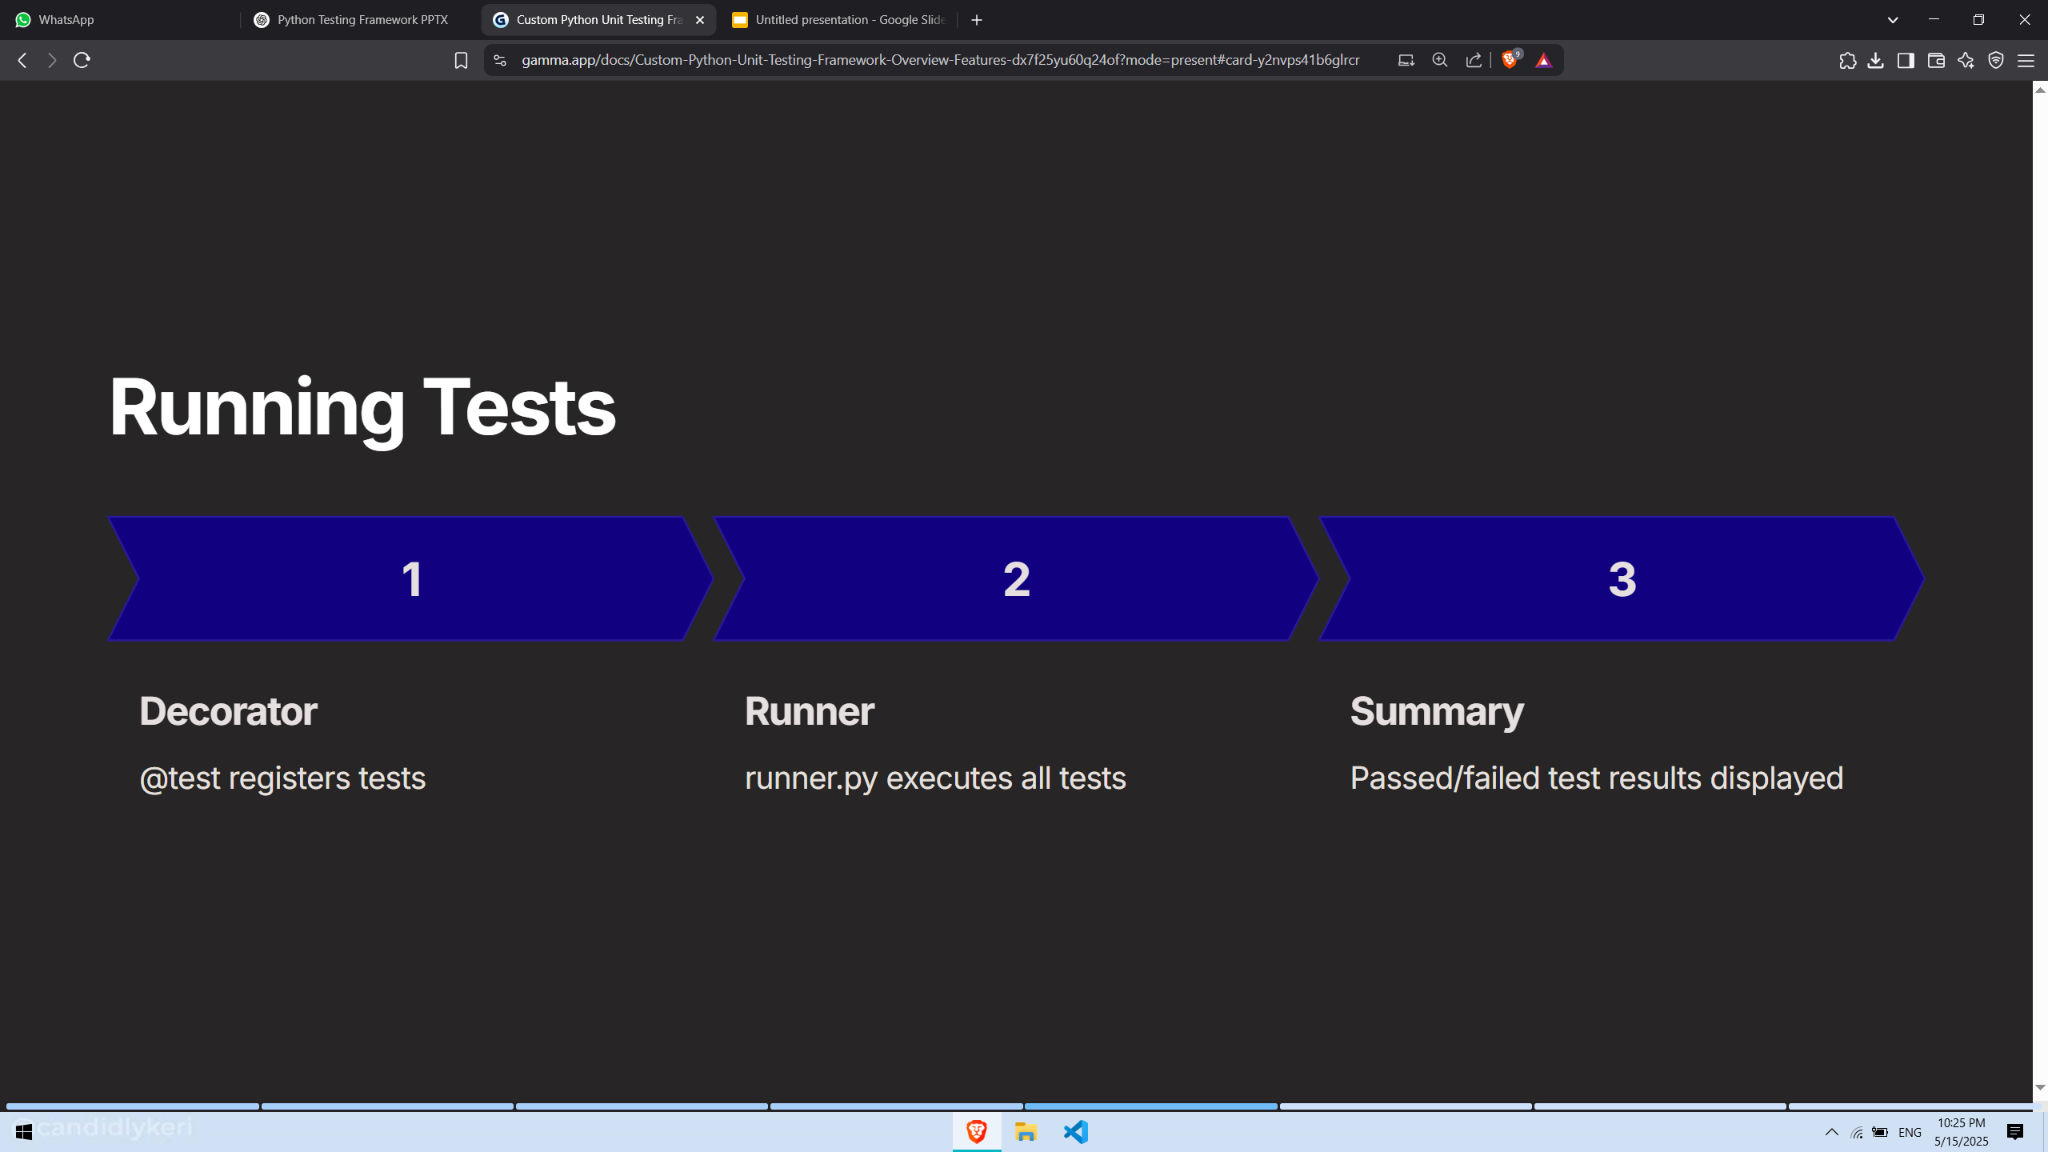 WhatsApp
Python Testing Framework PPTX
Custom Python Unit Testing Fra
Untitled presentation - Google Slide
gamma.app/docs/Custom-Python-Unit-Testing-Framework-Overview-Features-dx7f25yu60q24of?mode=present#card-y2nvps41b6glrcr
9
Running Tests
1
2
3
Decorator
Runner
Summary
@test registers tests
runner.py executes all tests
Passed/failed test results displayed
candidlykeri
ENG
10:25 PM
5/15/2025